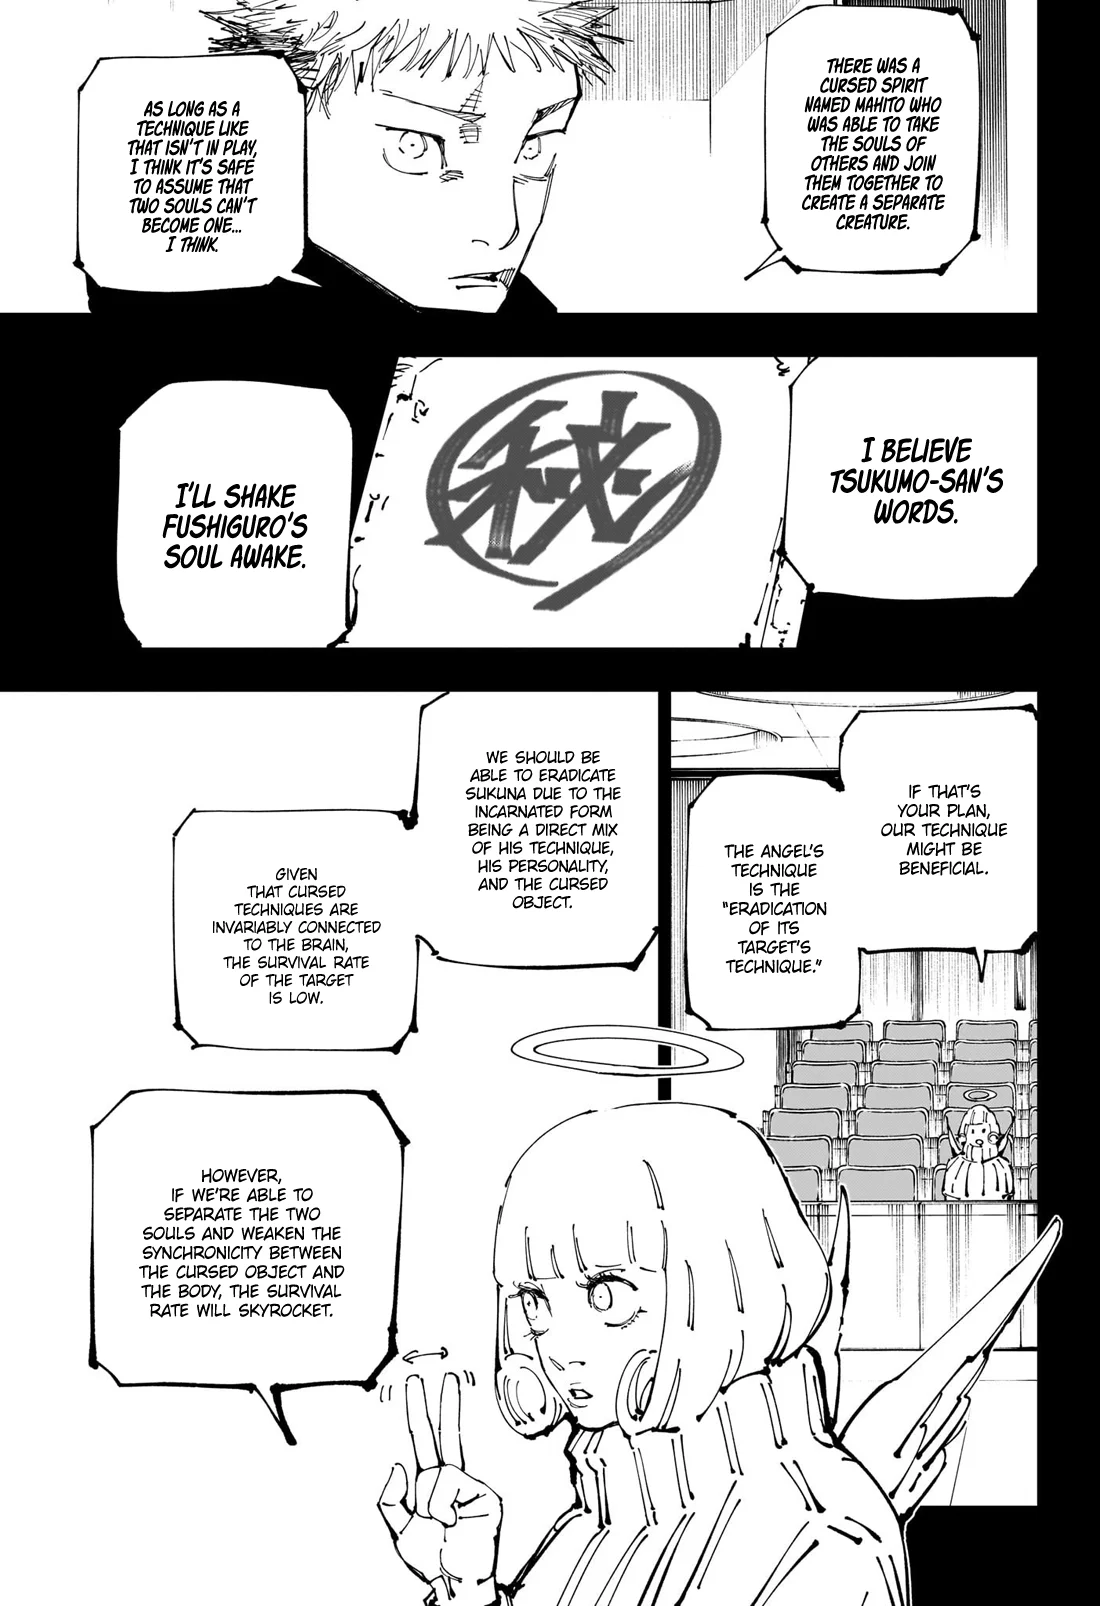 THERE WAS A
CURSED SPIRIT
NAMED MAHITO WHO
WAS ABLE TO TAKE
THE SOULS OF
OTHERS AND JOIN
THEM TOGETHER TO
CREATE A SEPARATE
CREATURE.
AS LONG AS A
TECHNIQUE LIKE
THAT ISN'T IN PLAY,
I THINK IT'S SAFE
TO ASSUME THAT
TWO SOULS CAN'T
BECOME ONE...
I THINK.
I BELIEVE
TSUKUMO-SAN'S
WORDS.
秘
I'LL SHAKE
FUSHIGURO'S
SOUL AWAKE.
IF THAT'S
YOUR PLAN,
OUR TECHNIQUE
MIGHT BE
BENEFICIAL.
THE ANGEL'S
TECHNIQUE
IS THE
"ERADICATION
OF ITS
TARGET'S
TECHNIQUE."
WE SHOULD BE
ABLE TO ERADICATE
SUKUNA DUE TO THE
INCARNATED FORM
BEING A DIRECT MIX
OF HIS TECHNIQUE,
HIS PERSONALITY,
AND THE CURSED
OBJECT.
GIVEN
THAT CURSED
TECHNIQUES ARE
INVARIABLY CONNECTED
TO THE BRAIN,
THE SURVIVAL RATE
OF THE TARGET
IS LOW.
HOWEVER,
IF WE'RE ABLE TO
SEPARATE THE TWO
SOULS AND WEAKEN THE
SYNCHRONICITY BETWEEN
THE CURSED OBJECT AND
THE BODY, THE SURVIVAL
RATE WILL SKYROCKET.